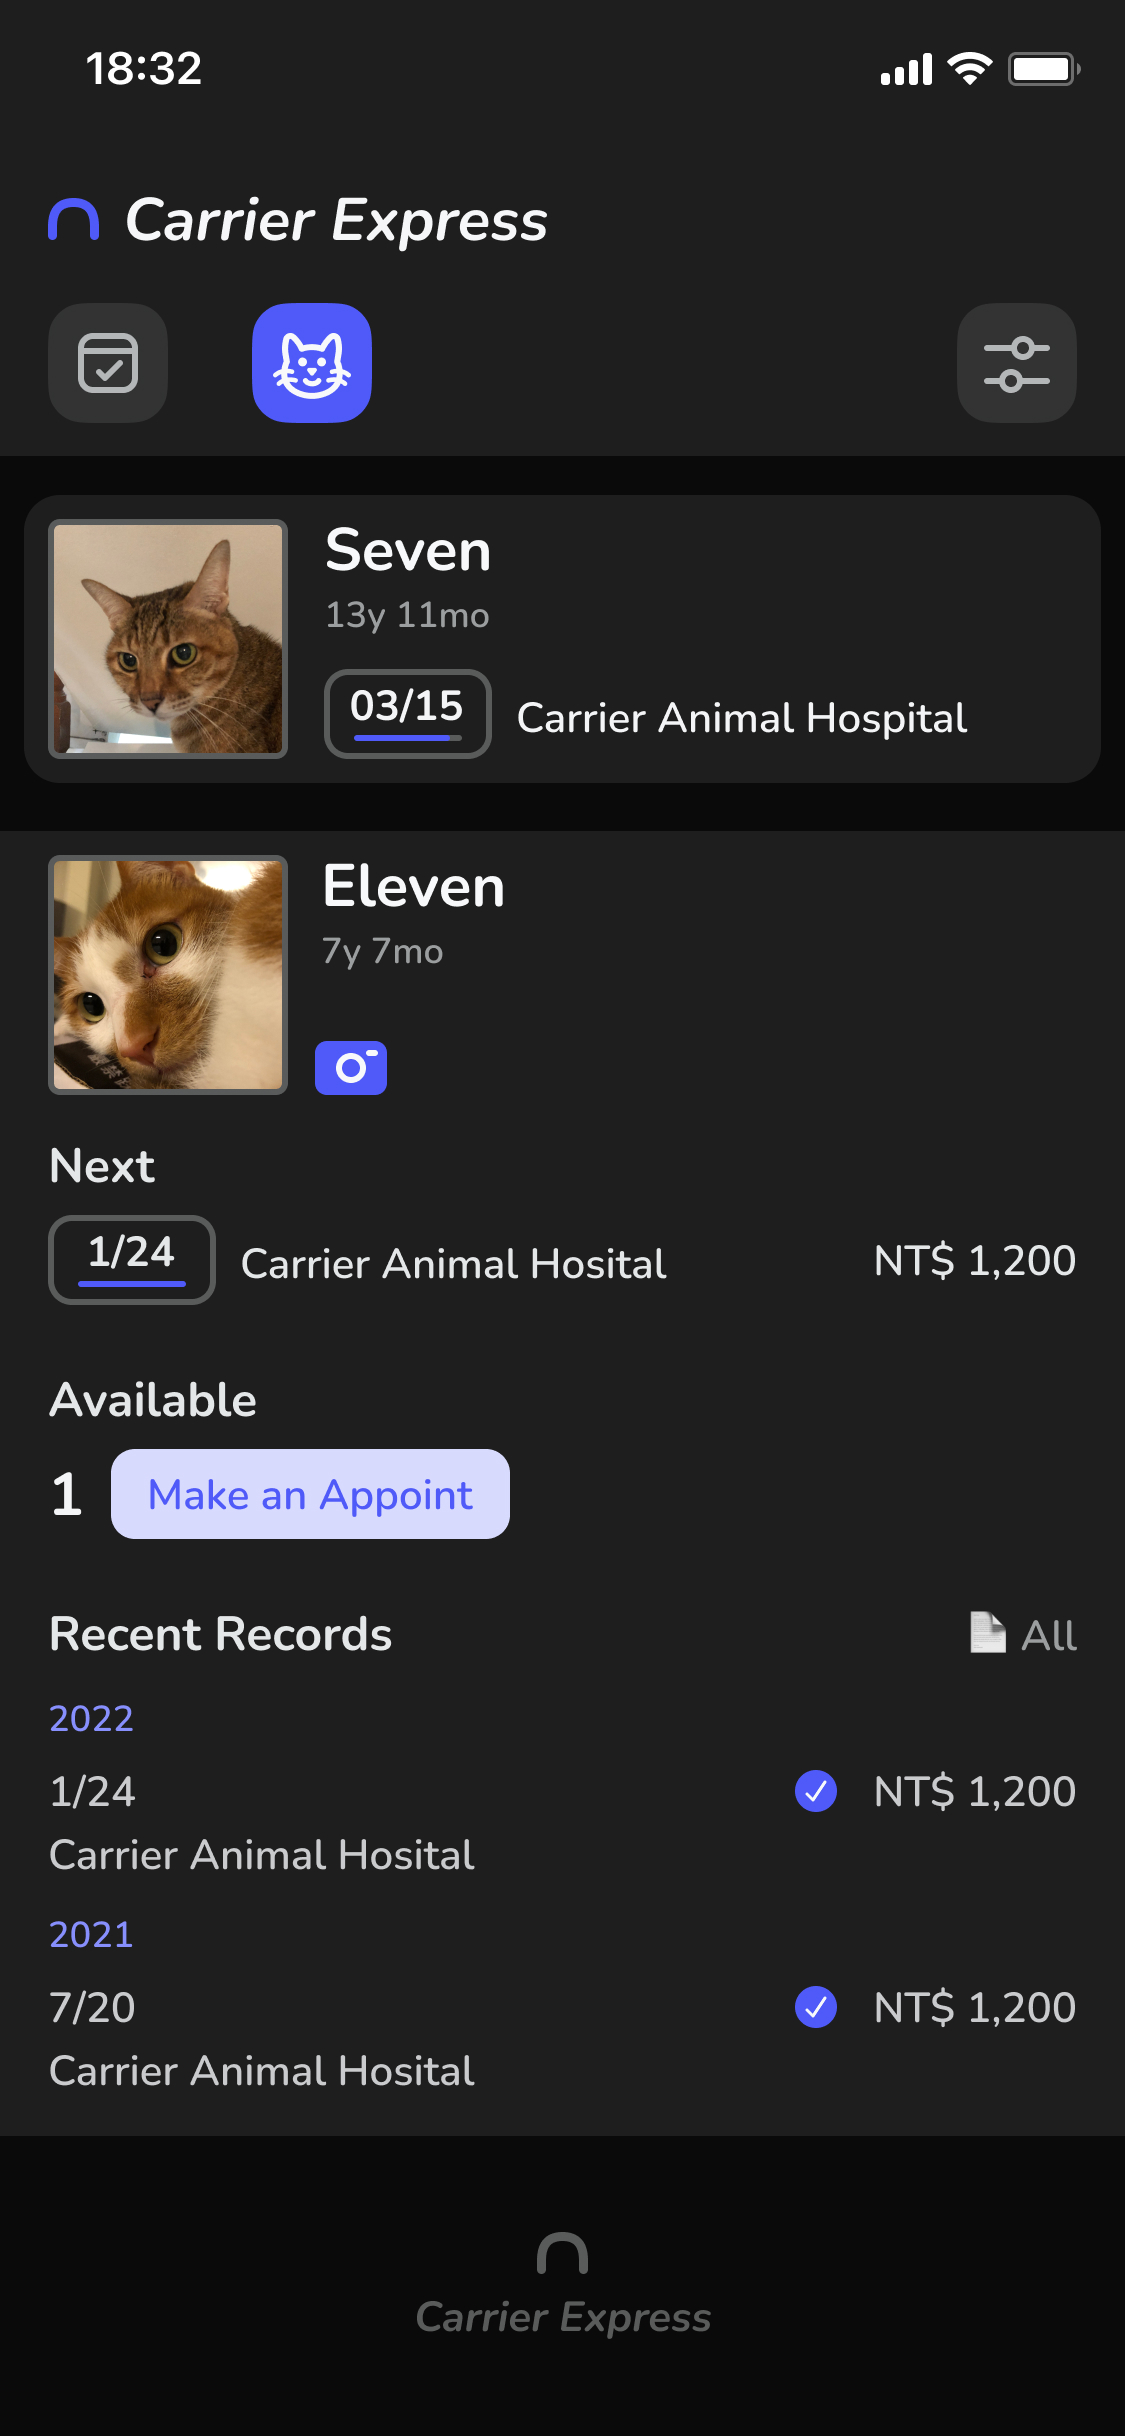 18:32
Carrier Express
Seven
13y 11mo
03/15 Carrier Animal Hospital
Eleven
7y 7mo
Next
1/24 Carrier Animal Hosital NT$ 1,200
Available
1 Make an Appoint
Recent Records All
2022
1/24 NT$ 1,200
Carrier Animal Hosital
2021
7/20 NT$ 1,200
Carrier Animal Hosital
Carrier Express